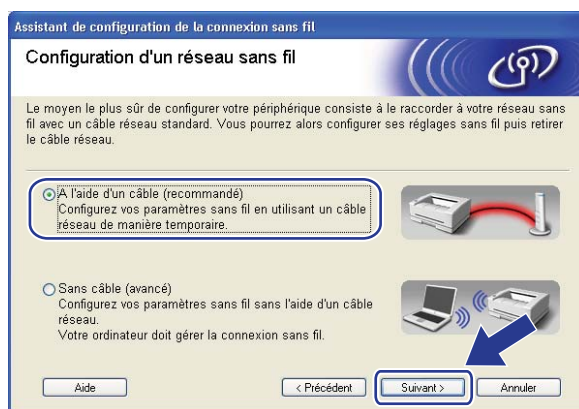 Assistant de configuration de la connexion sans fil
Configuration d'un réseau sans fil
Le moyen le plus sûr de configurer votre périphérique consiste à le raccorder à votre réseau sans
fil avec un câble réseau standard. Vous pourrez alors configurer ses réglages sans fil puis retirer
le câble réseau.
A l'aide d'un câble (recommandé)
Configurez vos paramètres sans fil en utilisant un câble
réseau de manière temporaire.
Sans câble (avancé)
Configurez vos paramètres sans fil sans l'aide d'un câble
réseau.
Votre ordinateur doit gérer la connexion sans fil.
Aide
< Précédent
Suivant >
Annuler